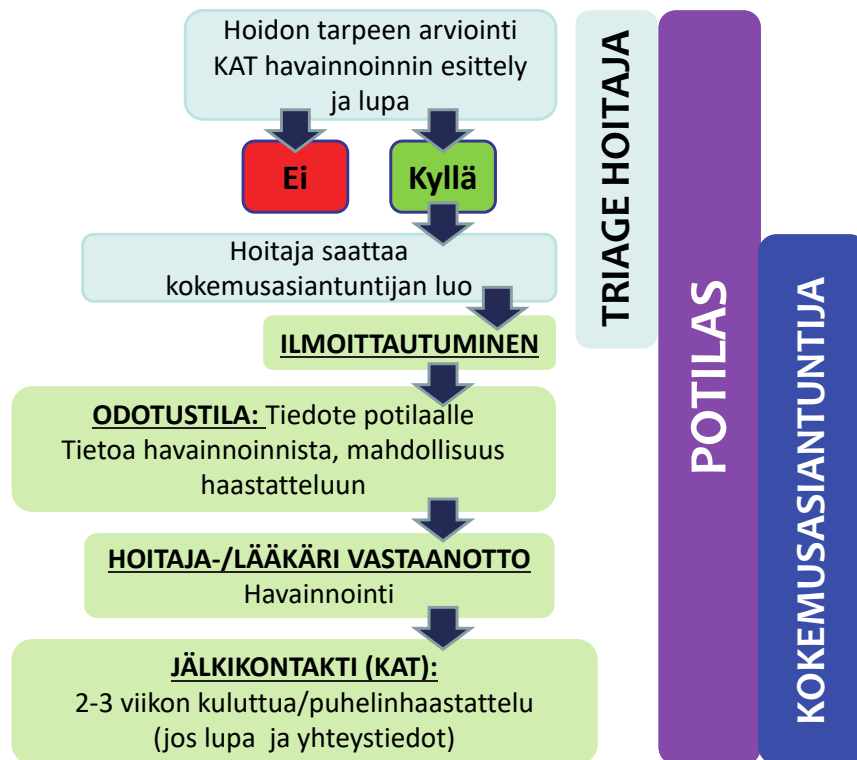 Hoidon tarpeen arviointi
KAT havainnoinnin esittely
ja lupa
Ei
Kyllä
Hoitaja saattaa
kokemusasiantuntijan luo
ILMOITTAUTUMINEN
ODOTUSTILA: Tiedote potilaalle
Tietoa havainnoinnista, mahdollisuus
haastatteluun
HOITAJA-/LÄÄKÄRI VASTAANOTTO
Havainnointi
JÄLKIKONTAKTI (KAT):
2-3 viikon kuluttua/puhelinhaastattelu
(jos lupa ja yhteystiedot)
TRIAGE HOITAJA
POTILAS
KOKEMUSASIANTUNTIJA